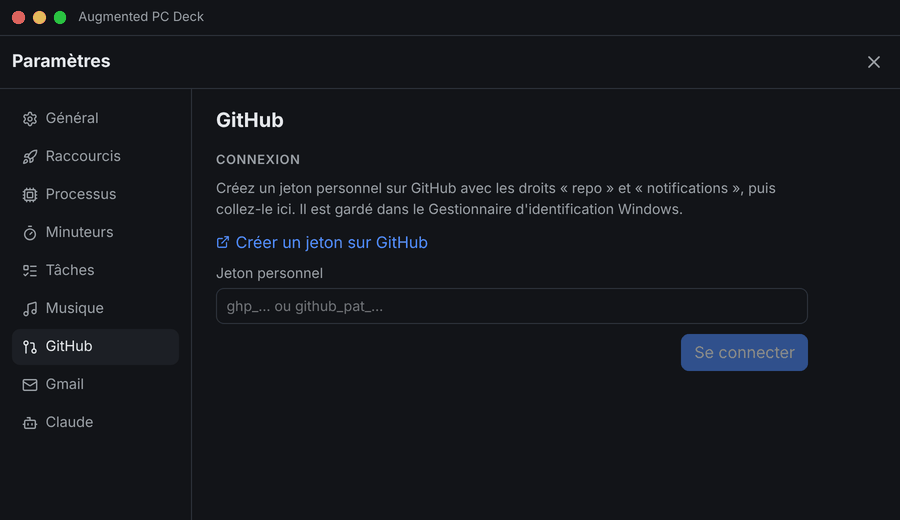 Augmented PC Deck
Paramètres
Général
Raccourcis
Processus
Minuteurs
Tâches
Musique
GitHub
Gmail
Claude
GitHub
CONNEXION
Créez un jeton personnel sur GitHub avec les droits « repo » et « notifications », puis
collez-le ici. Il est gardé dans le Gestionnaire d'identification Windows.
Créer un jeton sur GitHub
Jeton personnel
ghp_... ou github_pat_...
Se connecter